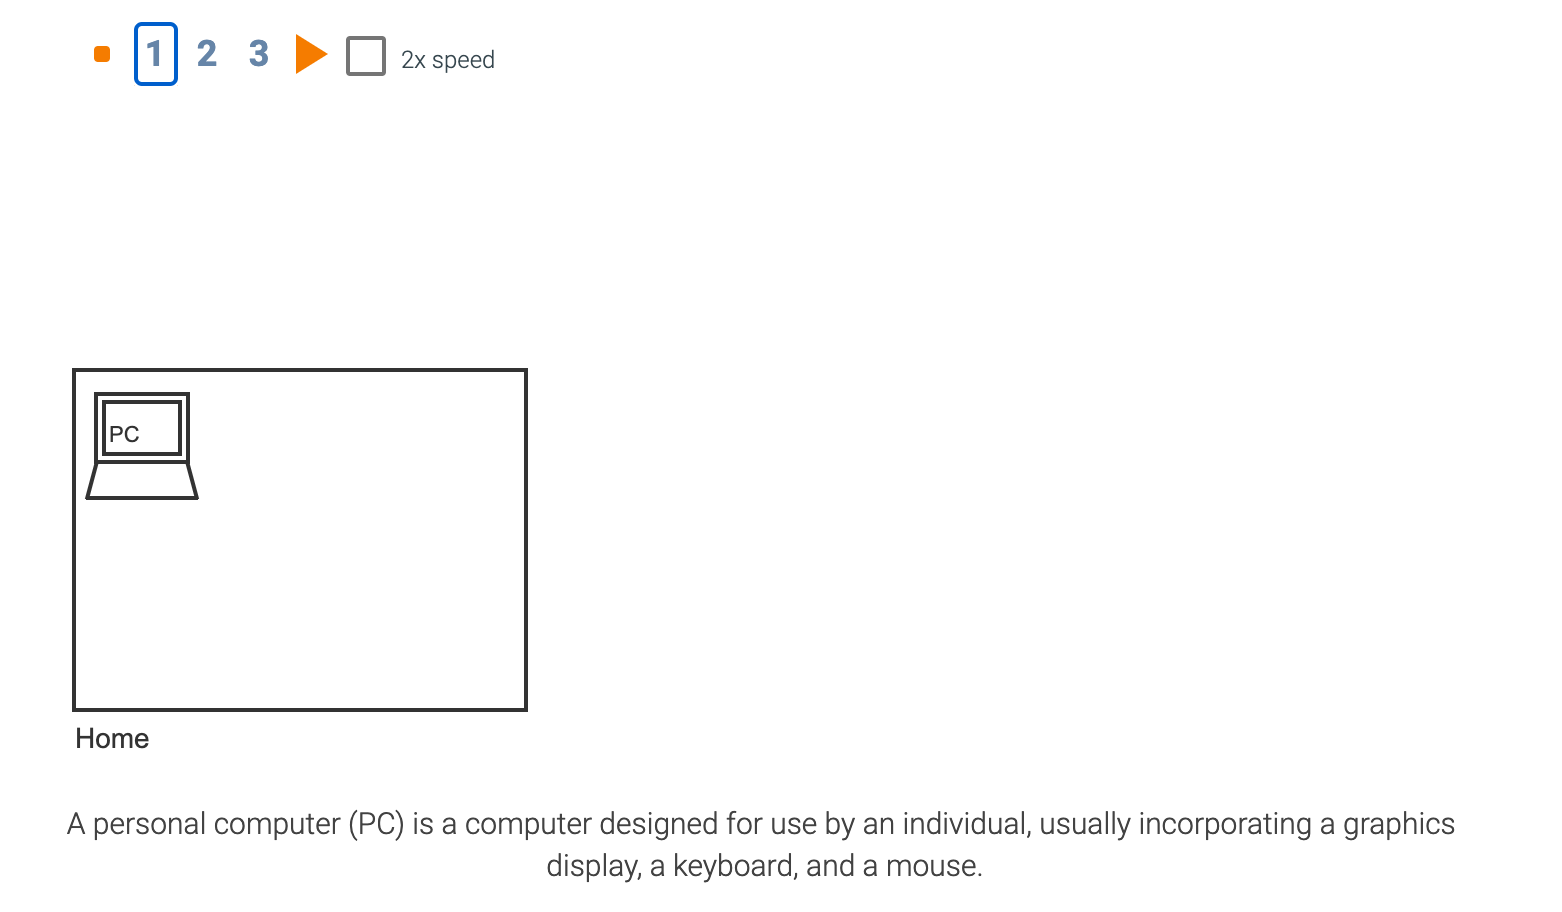 1 2 3 2x speed
PC
Home
A personal computer (PC) is a computer designed for use by an individual, usually incorporating a graphics
display, a keyboard, and a mouse.